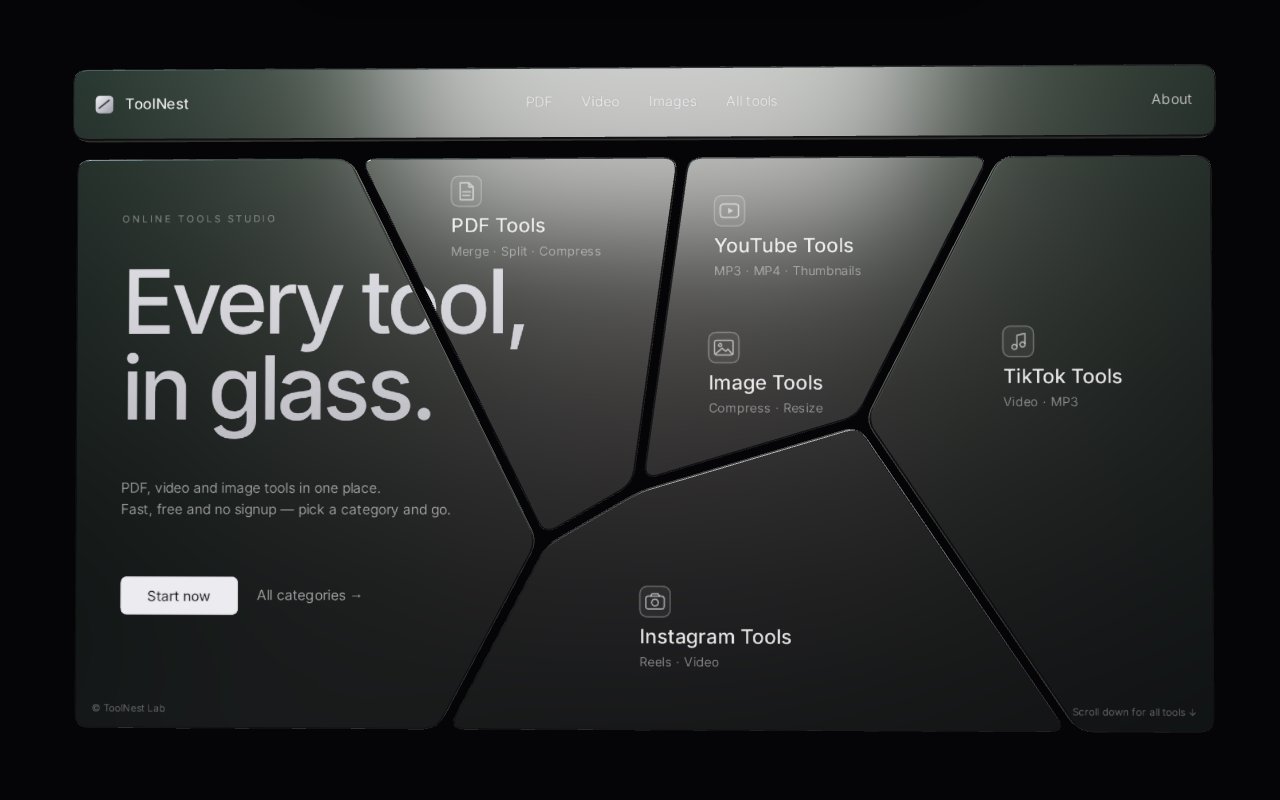 ToolNest
PDF Video Images All tools
About
ONLINE TOOLS STUDIO
Every tool,
in glass.
PDF, video and image tools in one place.
Fast, free and no signup — pick a category and go.
Start now
All categories →
© ToolNest Lab
PDF Tools
Merge · Split · Compress
YouTube Tools
MP3 · MP4 · Thumbnails
Image Tools
Compress · Resize
TikTok Tools
Video · MP3
Instagram Tools
Reels · Video
Scroll down for all tools ↓